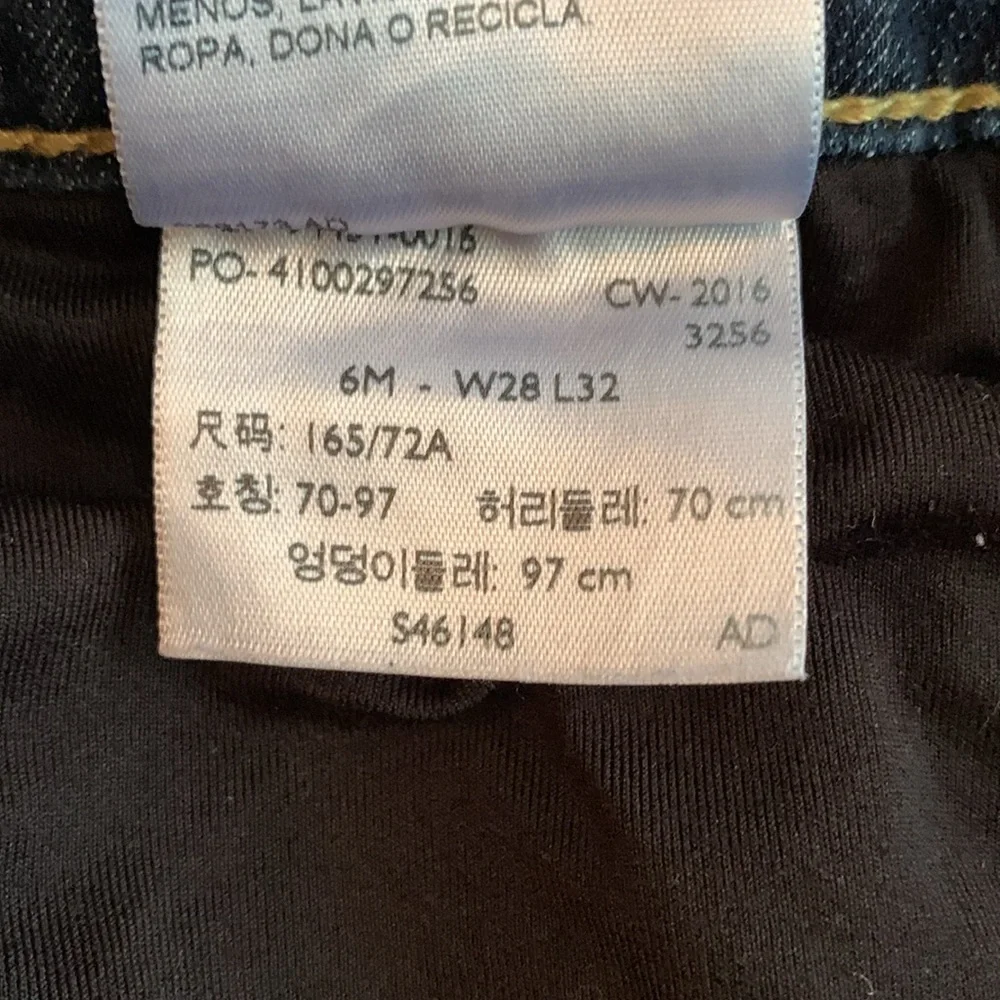 MENOS, 
ROPA, DONA O RECICLA.
PO- 4100297256 CW- 2016
3256
6M - W28 L32
尺码: 165/72A
호칭: 70-97 허리둘레: 70 cm
엉덩이둘레: 97 cm
S46148 AD